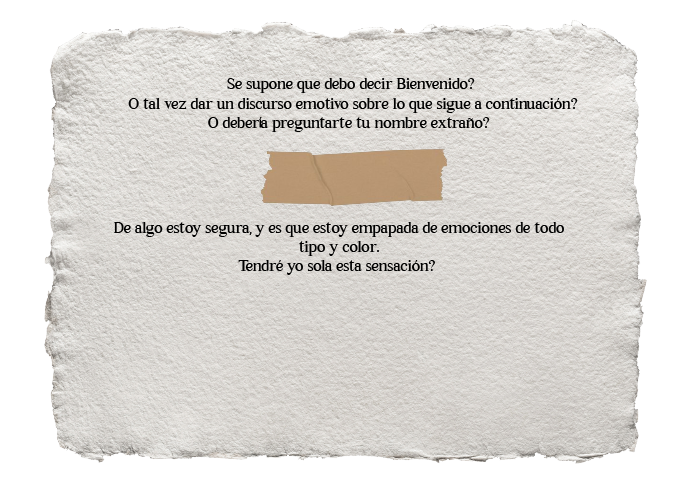 Se supone que debo decir Bienvenido?
O tal vez dar un discurso emotivo sobre lo que sigue a continuación?
O debería preguntarte tu nombre extraño?
De algo estoy segura, y es que estoy empapada de emociones de todo
tipo y color.
Tendré yo sola esta sensación?